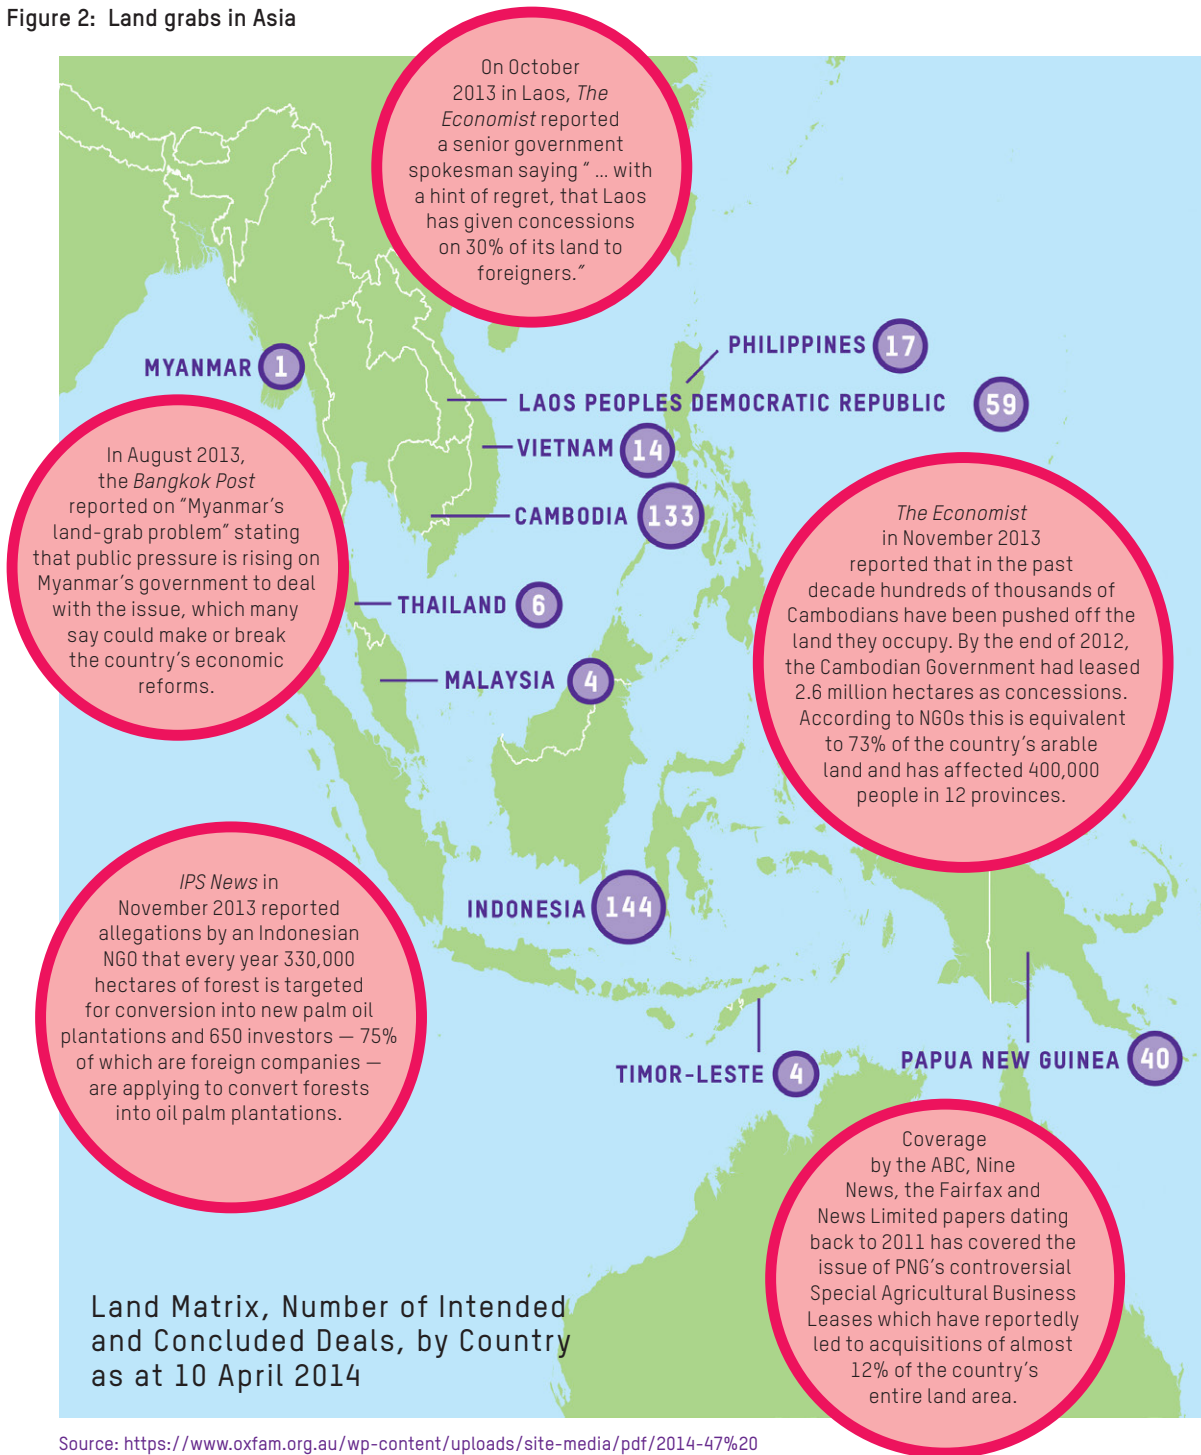 Figure 2: Land grabs in Asia
On October
2013 in Laos, The
Economist reported
a senior government
spokesman saying “ ... with
a hint of regret, that Laos
has given concessions
on 30% of its land to
foreigners.”
PHILIPPINES 17
MYANMAR 1
LAOS PEOPLES DEMOCRATIC REPUBLIC 59
VIETNAM 14
CAMBODIA 133
In August 2013,
the Bangkok Post
reported on “Myanmar’s
land-grab problem” stating
that public pressure is rising on
Myanmar’s government to deal
with the issue, which many
say could make or break
the country’s economic
reforms.
The Economist
in November 2013
reported that in the past
decade hundreds of thousands of
Cambodians have been pushed off the
land they occupy. By the end of 2012,
the Cambodian Government had leased
2.6 million hectares as concessions.
According to NGOs this is equivalent
to 73% of the country’s arable
land and has affected 400,000
people in 12 provinces.
THAILAND 6
MALAYSIA 4
IPS News in
November 2013 reported
allegations by an Indonesian
NGO that every year 330,000
hectares of forest is targeted
for conversion into new palm oil
plantations and 650 investors — 75%
of which are foreign companies —
are applying to convert forests
into oil palm plantations.
INDONESIA 144
TIMOR-LESTE 4
PAPUA NEW GUINEA 40
Coverage
by the ABC, Nine
News, the Fairfax and
News Limited papers dating
back to 2011 has covered the
issue of PNG’s controversial
Special Agricultural Business
Leases which have reportedly
led to acquisitions of almost
12% of the country’s
entire land area.
Land Matrix, Number of Intended
and Concluded Deals, by Country
as at 10 April 2014
Source: https://www.oxfam.org.au/wp-content/uploads/site-media/pdf/2014-47%20